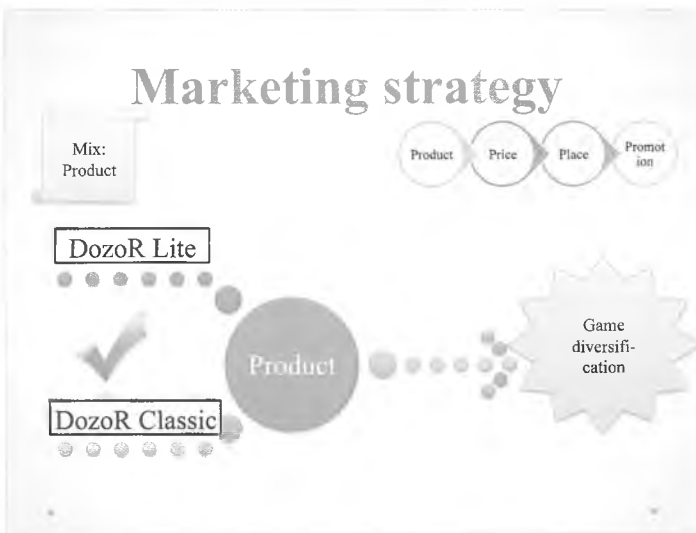 Marketing strategy
Mix:
Product
Product
Price
Place
Promot
ion
DozoR Lite
Product
Game
diversifi-
cation
DozoR Classic